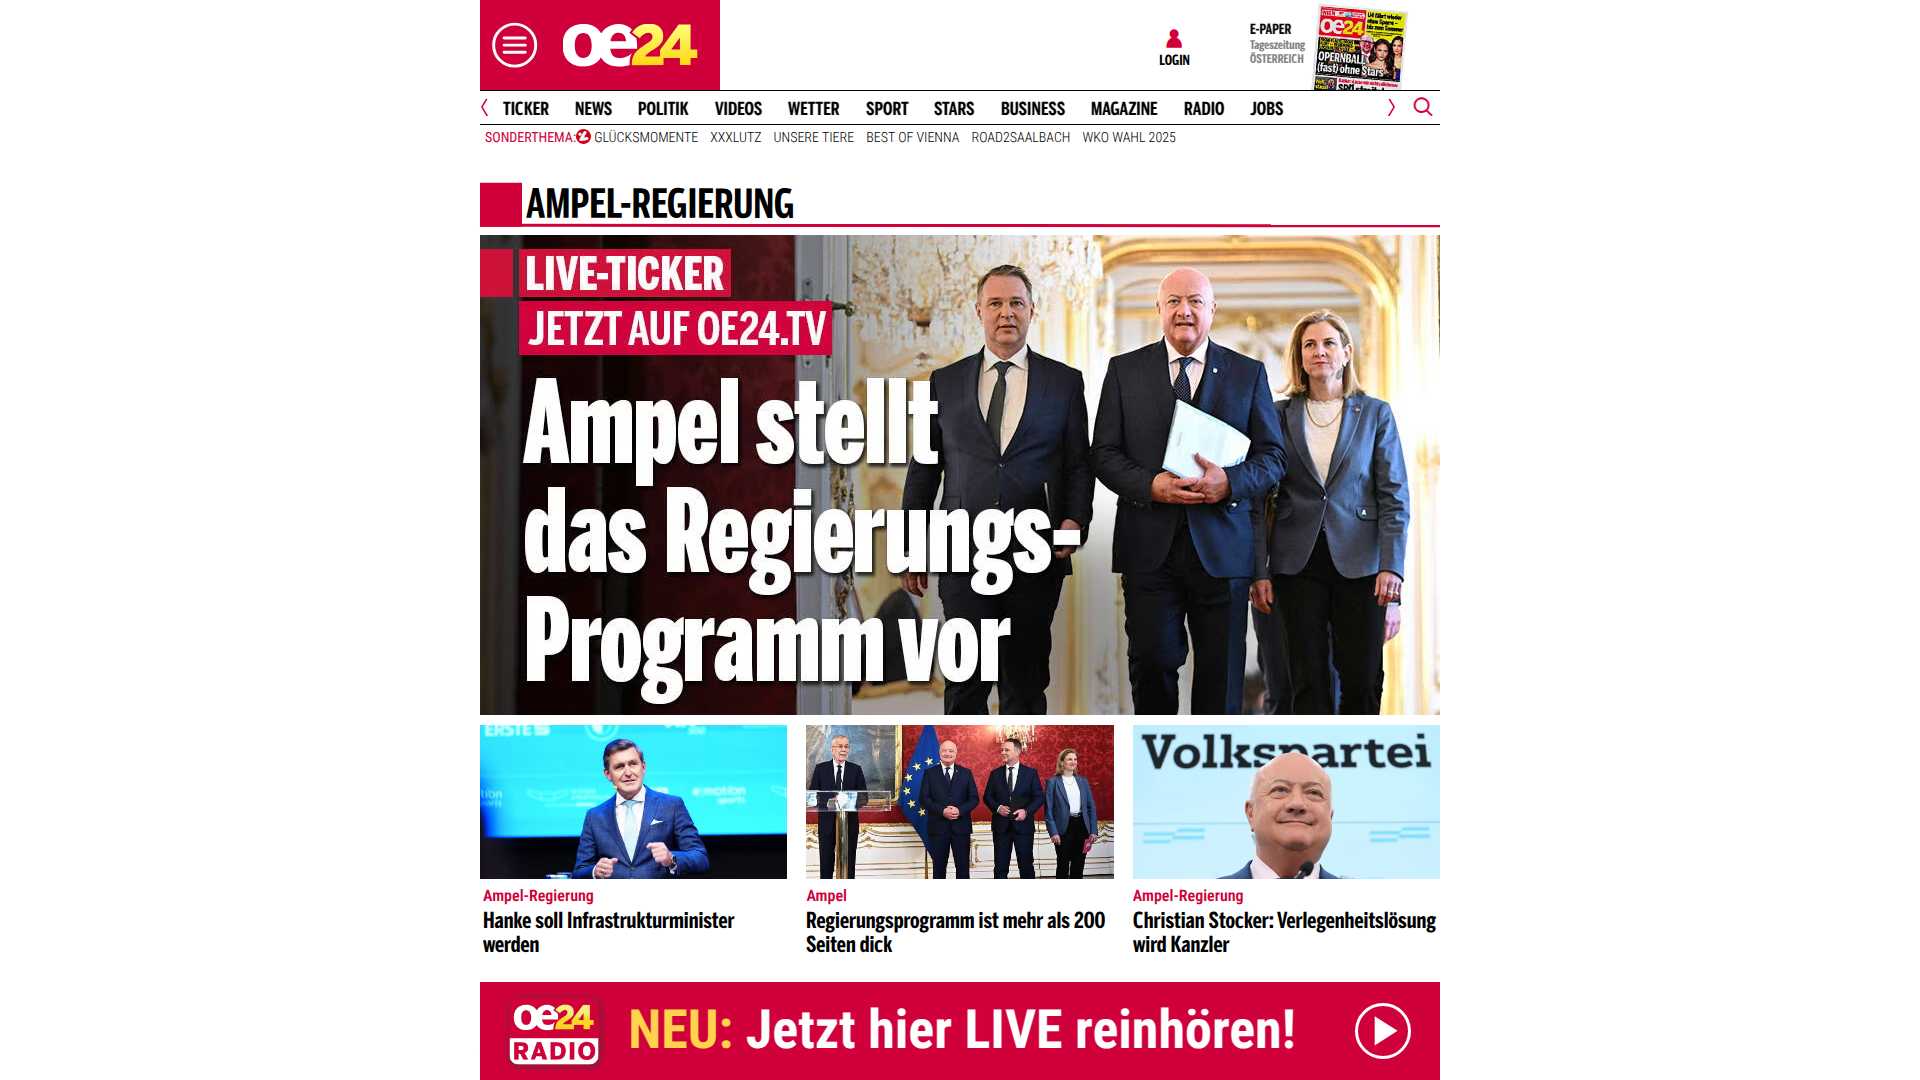 oe24
LOGIN
E-PAPER
Tageszeitung
ÖSTERREICH
oe24
OPERNBALL
(fast) ohne Stars
TICKER NEWS POLITIK VIDEOS WETTER SPORT STARS BUSINESS MAGAZINE RADIO JOBS
SONDERTHEMA: GLÜCKSMOMENTE XXXLUTZ UNSERE TIERE BEST OF VIENNA ROAD2SAALBACH WKO WAHL 2025
AMPEL-REGIERUNG
LIVE-TICKER
JETZT AUF OE24.TV
Ampel stellt
das Regierungs-
Programm vor
ERSTE
Volkspartei
Ampel-Regierung
Hanke soll Infrastrukturminister
werden
Ampel
Regierungsprogramm ist mehr als 200
Seiten dick
Ampel-Regierung
Christian Stocker: Verlegenheitslösung
wird Kanzler
oe24
RADIO
NEU: Jetzt hier LIVE reinhören!